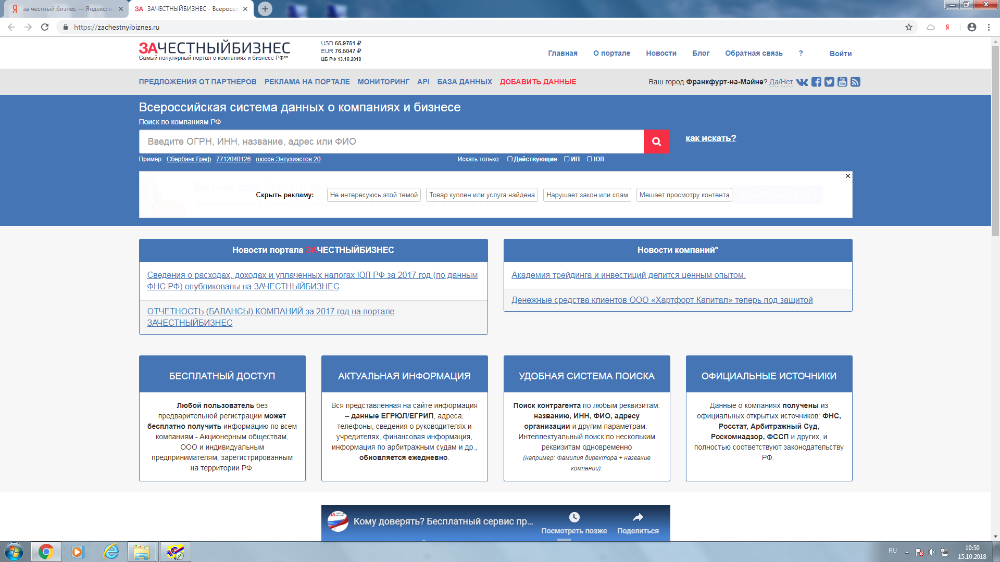 за честный бизнес — Яндекс: н
ЗАЧЕСТНЫЙБИЗНЕС - Всеросси
https://zachestnyibiznes.ru
ЗАЧЕСТНЫЙБИЗНЕС
Самый популярный портал о компаниях и бизнесе РФ**
USD 65.9751 ₽
EUR 76.5047 ₽
ЦБ РФ 13.10.2018
Главная О портале Новости Блог Обратная связь ? Войти
ПРЕДЛОЖЕНИЯ ОТ ПАРТНЕРОВ РЕКЛАМА НА ПОРТАЛЕ МОНИТОРИНГ API БАЗА ДАННЫХ ДОБАВИТЬ ДАННЫЕ
Ваш город Франкфурт-на-Майне? Да/Нет
Всероссийская система данных о компаниях и бизнесе
Поиск по компаниям РФ
Введите ОГРН, ИНН, название, адрес или ФИО
как искать?
Пример: Сбербанк Греф 7712040126 шоссе Энтузиастов 20
Искать только: Действующие ИП ЮЛ
Бизнес для бухгалтера
Скрыть рекламу: Не интересуюсь этой темой Товар куплен или услуга найдена Нарушает закон или спам Мешает просмотру контента
Новости портала ЗАЧЕСТНЫЙБИЗНЕС
Сведения о расходах, доходах и уплаченных налогах ЮЛ РФ за 2017 год (по данным
ФНС РФ) опубликованы на ЗАЧЕСТНЫЙБИЗНЕС
ОТЧЕТНОСТЬ (БАЛАНСЫ) КОМПАНИЙ за 2017 год на портале
ЗАЧЕСТНЫЙБИЗНЕС
Новости компаний*
Академия трейдинга и инвестиций делится ценным опытом.
Денежные средства клиентов ООО «Хартфорт Капитал» теперь под защитой
БЕСПЛАТНЫЙ ДОСТУП
Любой пользователь без
предварительной регистрации может
бесплатно получить информацию по всем
компаниям - Акционерным обществам,
ООО и индивидуальным
предпринимателям, зарегистрированным
на территории РФ.
АКТУАЛЬНАЯ ИНФОРМАЦИЯ
Вся представленная на сайте информация
– данные ЕГРЮЛ/ЕГРИП, адреса,
телефоны, сведения о руководителях и
учредителях, финансовая информация,
информация по арбитражным судам и др.,
обновляется ежедневно.
УДОБНАЯ СИСТЕМА ПОИСКА
Поиск контрагента по любым реквизитам:
названию, ИНН, ФИО, адресу
организации и другим параметрам.
Интеллектуальный поиск по нескольким
реквизитам одновременно
(например: Фамилия директора + название
компании).
ОФИЦИАЛЬНЫЕ ИСТОЧНИКИ
Данные о компаниях получены из
официальных открытых источников: ФНС,
Росстат, Арбитражный Суд,
Роскомнадзор, ФССП и других, и
полностью соответствуют законодательству
РФ.
Кому доверять? Бесплатный сервис пр...
Посмотреть позже
Поделиться
RU
10:50
15.10.2018